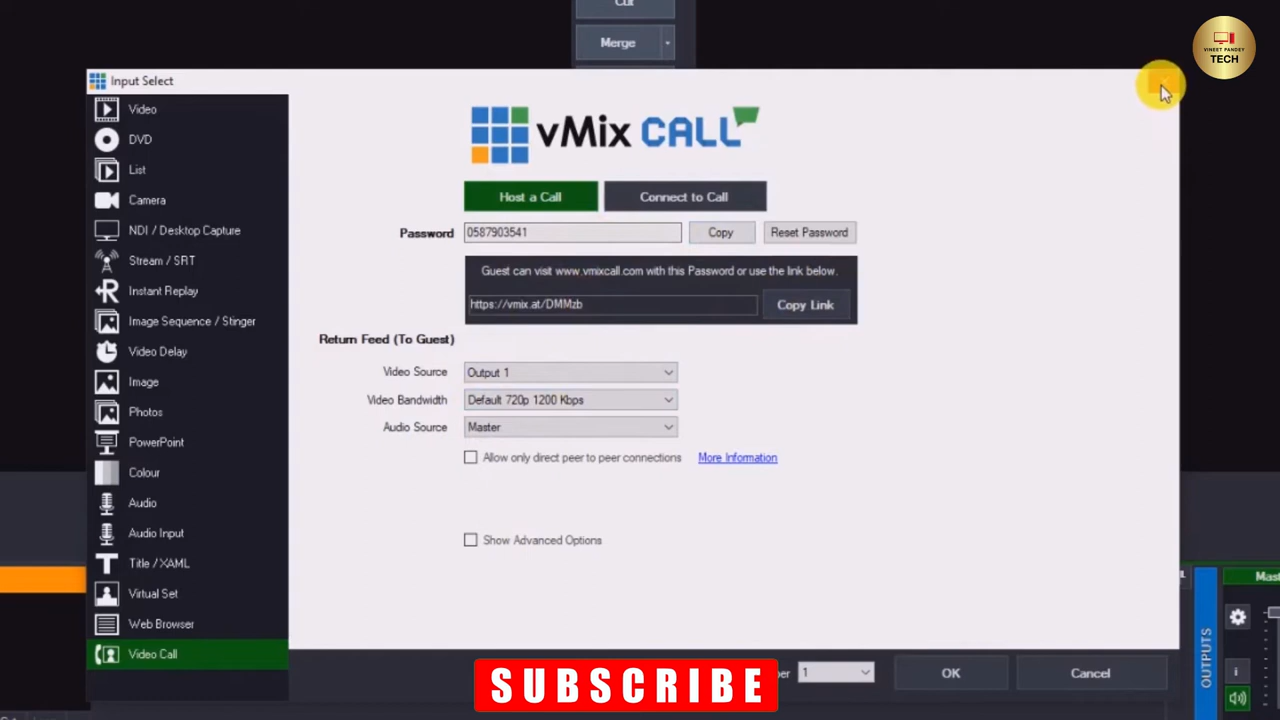 Cut
Merge
VINEET PANDEY
TECH
Input Select
Video
DVD
List
Camera
NDI / Desktop Capture
Stream / SRT
Instant Replay
Image Sequence / Stinger
Video Delay
Image
Photos
PowerPoint
Colour
Audio
Audio Input
Title / XAML
Virtual Set
Web Browser
Video Call
vMix CALL
Host a Call Connect to Call
Password 0587903541 Copy Reset Password
Guest can visit www.vmixcall.com with this Password or use the link below.
https://vmix.at/DMMzb Copy Link
Return Feed (To Guest)
Video Source Output 1
Video Bandwidth Default 720p 1200 Kbps
Audio Source Master
Allow only direct peer to peer connections More Information
Show Advanced Options
OUTPUTS
SUBSCRIBE
1 OK Cancel